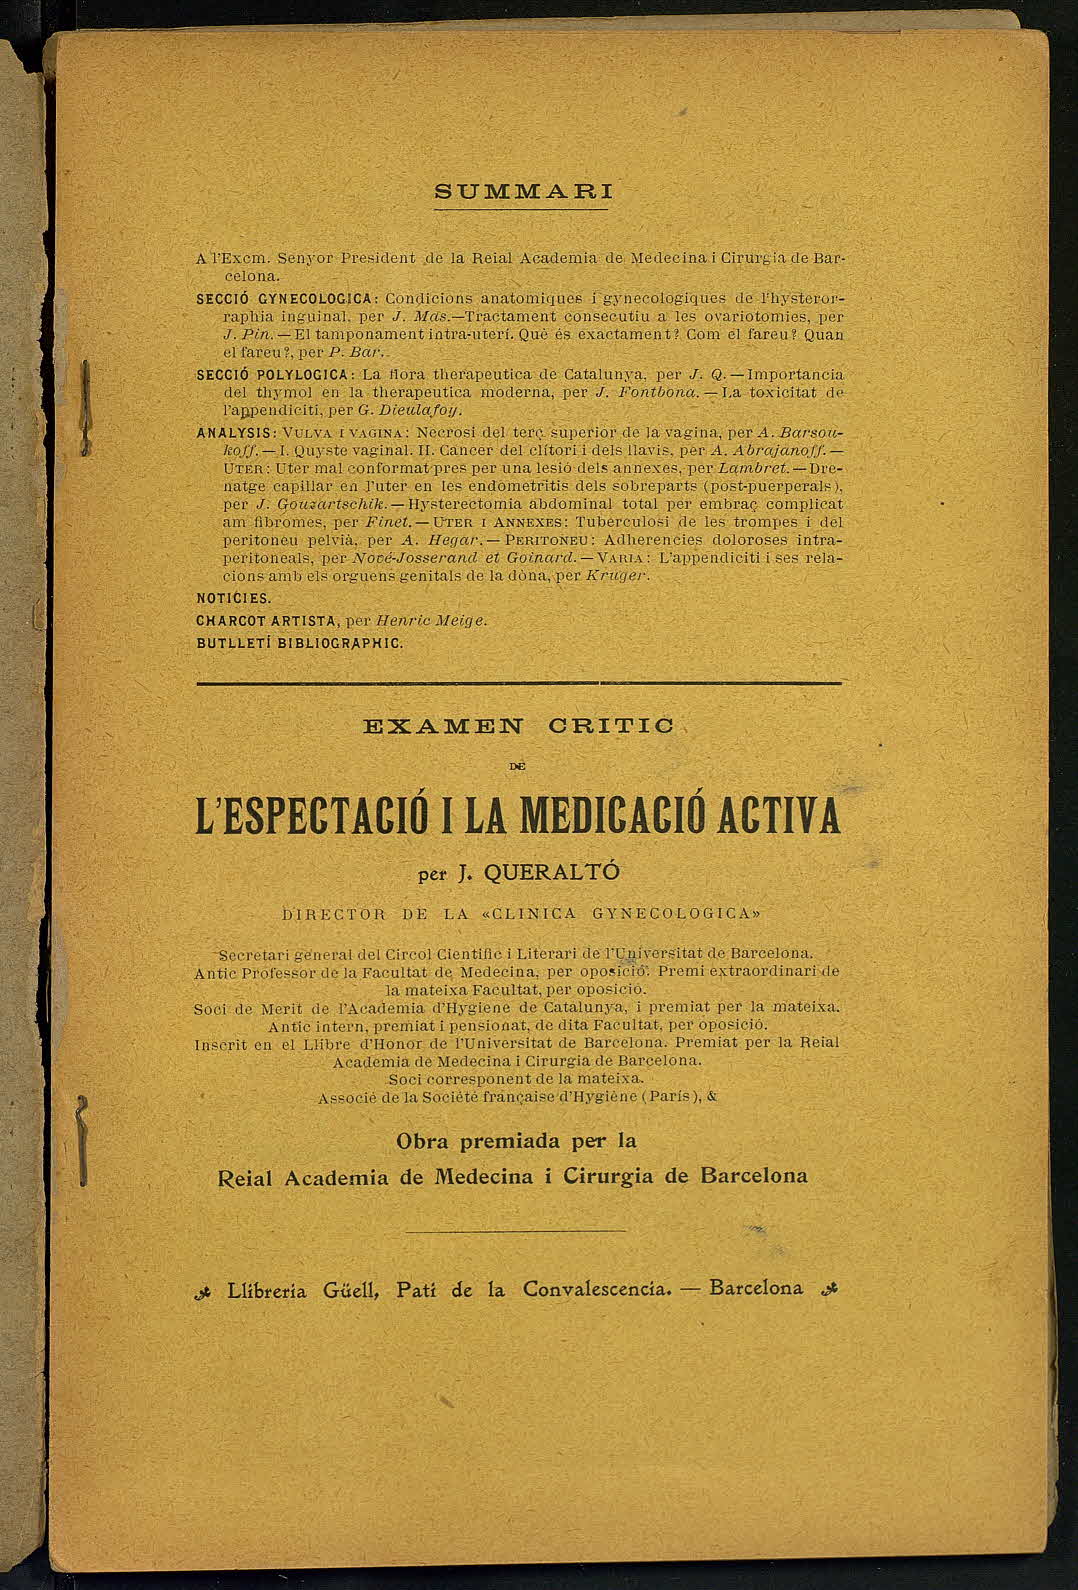 SUMMARI
A l'Excm. Senyor President de la Reial Academia de Medecina i Cirurgia de Bar-
celona.
SECCIÓ GYNECOLOGICA: Condicions anatomiques i gynecologiques de l'hysteror-
raphia inguinal, per J. Mas.—Tractament consecutiu a les ovariotomies, per
J. Pin.—El tamponament intra-uterí. Què és exactament? Com el fareu? Quan
el fareu?, per P. Bar.
SECCIÓ POLYLOGICA: La flora therapeutica de Catalunya, per J. Q.—Importancia
del thymol en la therapeutica moderna, per J. Fontbona.—La toxicitat de
l'appendiciti, per G. Dieulafoy.
ANALYSIS: VULVA I VAGINA: Necrosi del terç superior de la vagina, per A. Barsou-
koff.—I. Quyste vaginal. II. Cancer del clítori i dels llavis, per A. Abrajanoff.—
UTER: Uter mal conformat pres per una lesió dels annexes, per Lambret.—Dre-
natge capillar en l'uter en les endometritis dels sobreparts (post-puerperals),
per J. Gouzartschik.—Hysterectomia abdominal total per embraç complicat
am fibromes, per Finet.—UTER I ANNEXES: Tuberculosi de les trompes i del
peritoneu pelvià, per A. Hegar.—PERITONEU: Adherencies doloroses intra-
peritoneals, per Nové-Josserand et Goinard.—VARIA: L'appendiciti i ses rela-
cions amb els orguens genitals de la dòna, per Kruger.
NOTICIES.
CHARCOT ARTISTA, per Henric Meige.
BUTLLETÍ BIBLIOGRAPHIC.
EXAMEN CRITIC
DE
L'ESPECTACIÓ I LA MEDICACIÓ ACTIVA
per J. QUERALTÓ
DIRECTOR DE LA «CLINICA GYNECOLOGICA»
Secretari general del Circol Cientific i Literari de l'Universitat de Barcelona.
Antic Professor de la Facultat de Medecina, per oposició. Premi extraordinari de
la mateixa Facultat, per oposició.
Soci de Merit de l'Academia d'Hygiene de Catalunya, i premiat per la mateixa.
Antic intern, premiat i pensionat, de dita Facultat, per oposició.
Inscrit en el Llibre d'Honor de l'Universitat de Barcelona. Premiat per la Reial
Academia de Medecina i Cirurgia de Barcelona.
Soci corresponent de la mateixa.
Associé de la Société française d'Hygiène (París), &
Obra premiada per la
Reial Academia de Medecina i Cirurgia de Barcelona
Llibreria Güell, Pati de la Convalescencia. — Barcelona